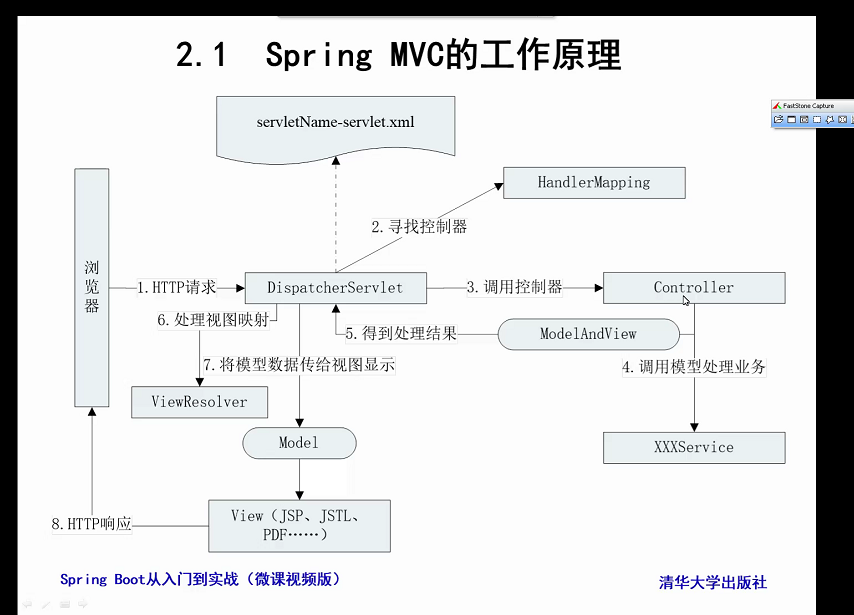 2.1 Spring MVC的工作原理
servletName-servlet.xml
FastStone Capture
HandlerMapping
2.寻找控制器
浏
览
器
1.HTTP请求
DispatcherServlet
3.调用控制器
Controller
6.处理视图映射
5.得到处理结果
ModelAndView
7.将模型数据传给视图显示
4.调用模型处理业务
ViewResolver
Model
XXXService
View（JSP、JSTL、
PDF……）
8.HTTP响应
Spring Boot从入门到实战（微课视频版）
清华大学出版社